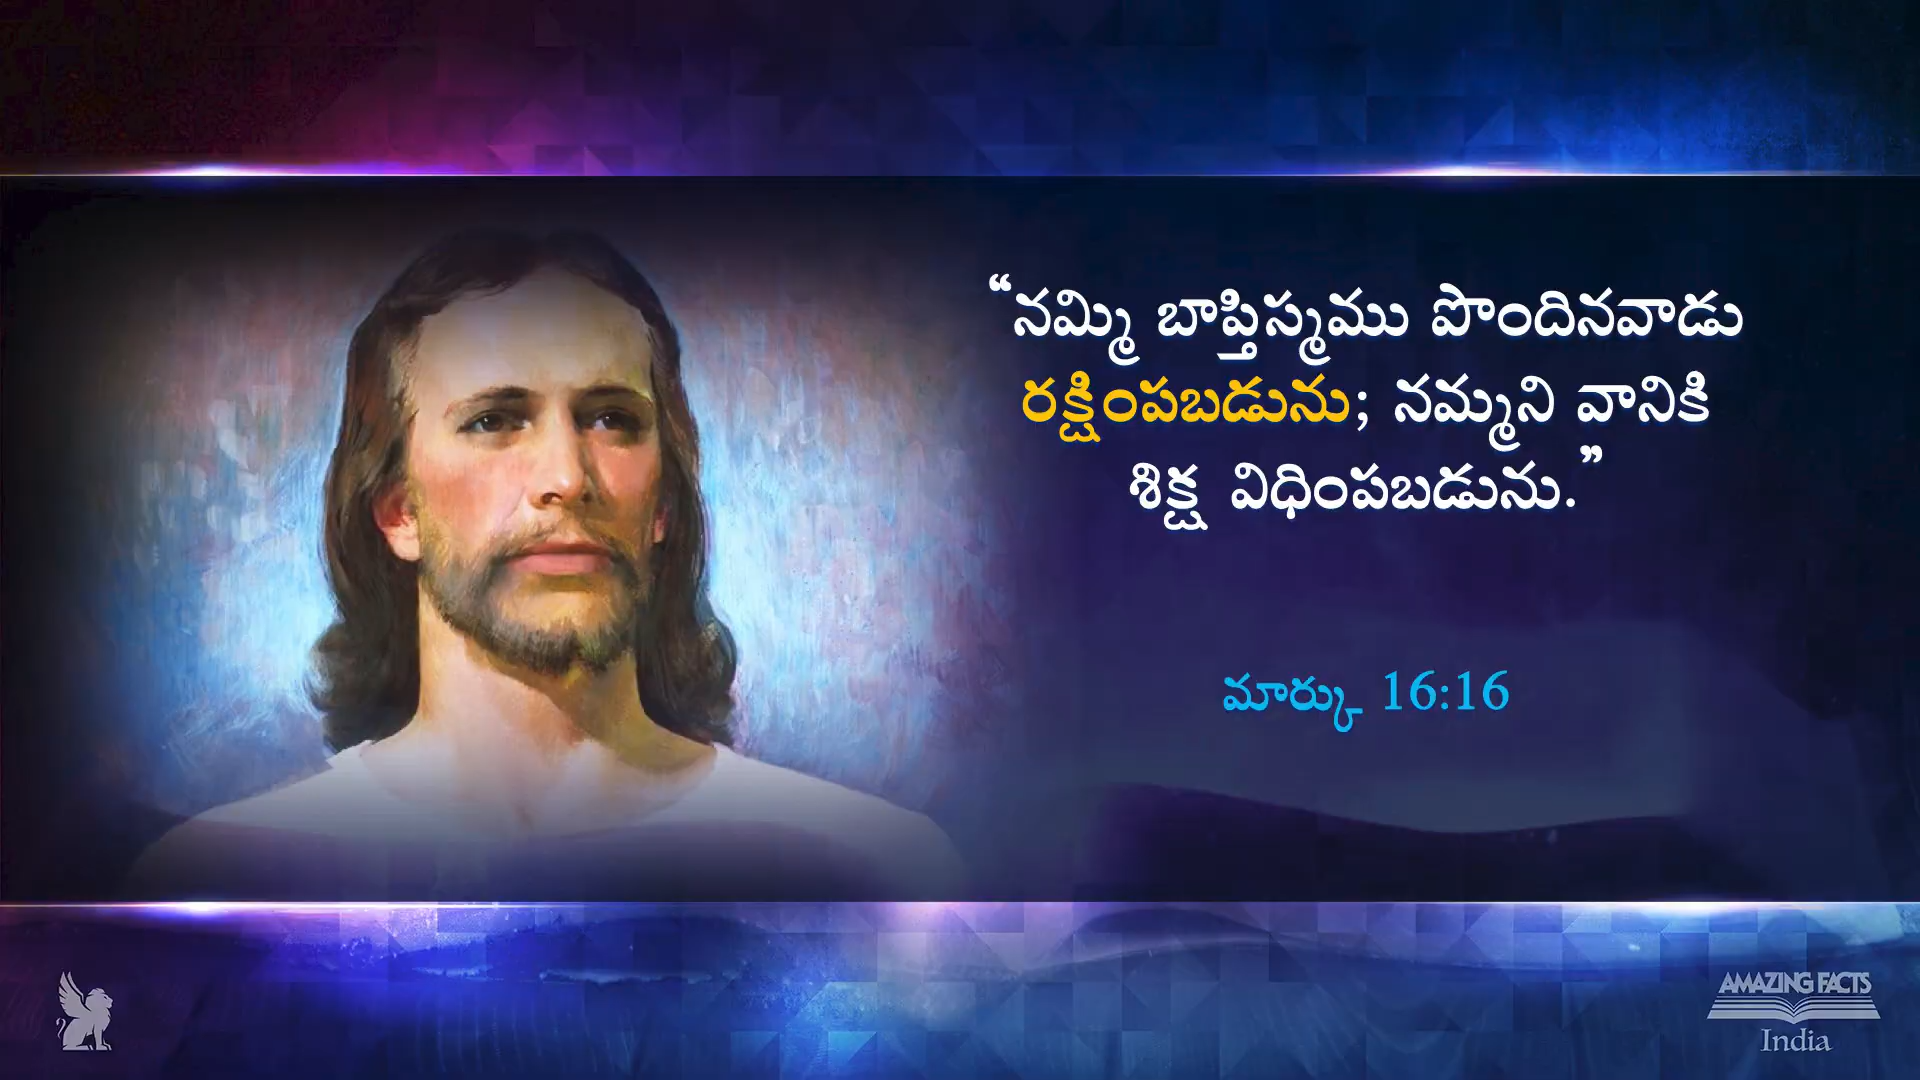 “నమ్మి బాప్తిస్మము పొందినవాడు
రక్షింపబడును; నమ్మని వానికి
శిక్ష విధింపబడును.”
మార్కు 16:16
AMAZING FACTS
India